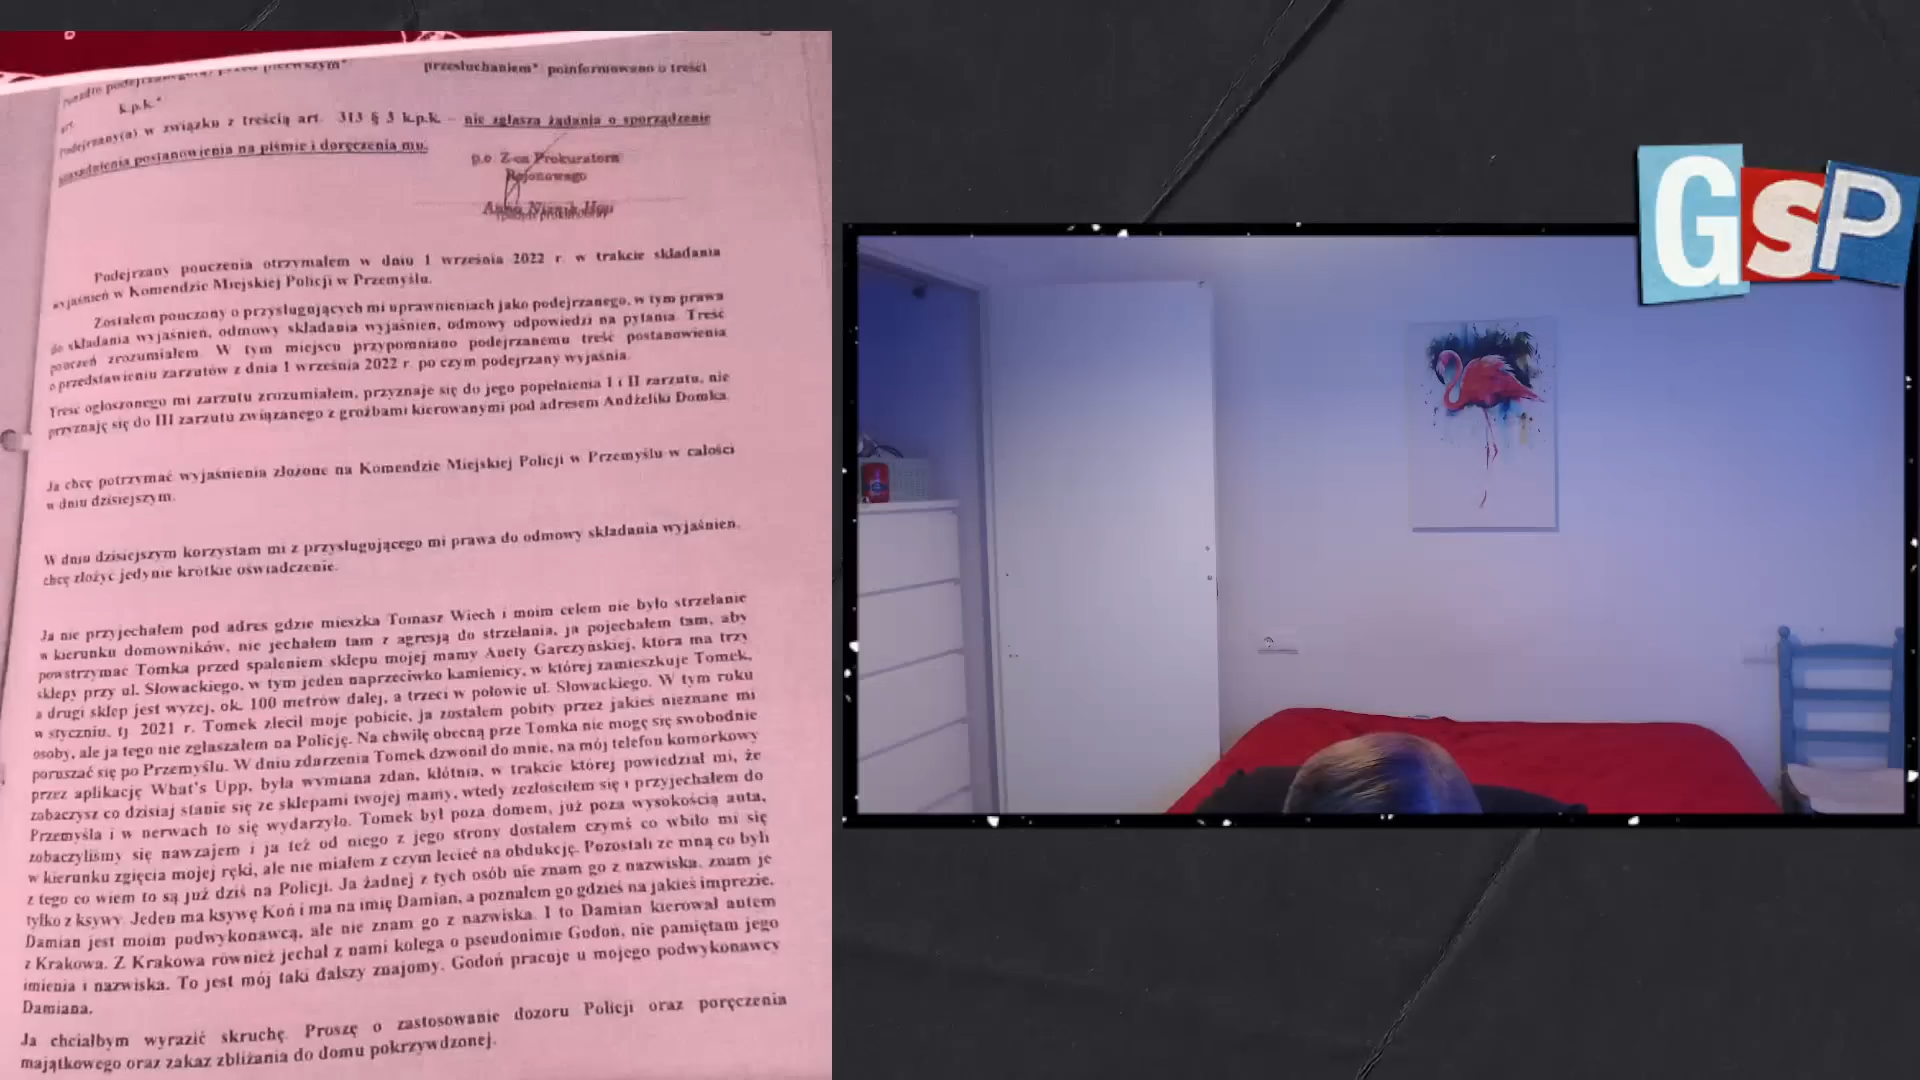 przesłuchaniem* poinformowano o treści
k.p.k.*
podejrzany(a) w związku z treścią art. 313 § 3 k.p.k. – nie zgłasza żądania o sporządzenie
uzasadnienia postanowienia na piśmie i doręczenia mu.
p.o. Z-ca Prokuratora
Rejonowego
Podejrzany pouczenia otrzymałem w dniu 1 września 2022 r. w trakcie składania
wyjaśnień w Komendzie Miejskiej Policji w Przemyślu.
Zostałem pouczony o przysługujących mi uprawnieniach jako podejrzanego, w tym prawa
do składania wyjaśnień, odmowy składania wyjaśnien, odmowy odpowiedzi na pytania. Treść
pouczeń zrozumiałem. W tym miejscu przypomniano podejrzanemu treść postanowienia
o przedstawieniu zarzutów z dnia 1 września 2022 r. po czym podejrzany wyjaśnia.
Treść ogłoszonego mi zarzutu zrozumiałem, przyznaje się do jego popełnienia I i II zarzutu, nie
przyznaję się do III zarzutu związanego z groźbami kierowanymi pod adresem Andżeliki Domka.
Ja chcę potrzymać wyjaśnienia złożone na Komendzie Miejskiej Policji w Przemyślu w całości
w dniu dzisiejszym.
W dniu dzisiejszym korzystam mi z przysługującego mi prawa do odmowy składania wyjaśnien,
chcę złożyć jedynie krótkie oświadczenie.
Ja nie przyjechałem pod adres gdzie mieszka Tomasz Wiech i moim celem nie było strzelanie
w kierunku domowników, nie jechałem tam z agresją do strzelania, ja pojechałem tam, aby
powstrzymać Tomka przed spaleniem sklepu mojej mamy Anety Garczyńskiej, która ma trzy
sklepy przy ul. Słowackiego, w tym jeden naprzeciwko kamienicy, w której zamieszkuje Tomek,
a drugi sklep jest wyżej, ok. 100 metrów dalej, a trzeci w połowie ul. Słowackiego. W tym roku
w styczniu, tj 2021 r. Tomek zlecił moje pobicie, ja zostałem pobity przez jakieś nieznane mi
osoby, ale ja tego nie zgłaszałem na Policję. Na chwilę obecną prze Tomka nie mogę się swobodnie
poruszać się po Przemyślu. W dniu zdarzenia Tomek dzwonił do mnie, na mój telefon komorkowy
przez aplikację What's Upp, była wymiana zdan, kłótnia, w trakcie której powiedział mi, że
zobaczysz co dzisiaj stanie się ze sklepami twojej mamy, wtedy zezłościłem się i przyjechałem do
Przemyśla i w nerwach to się wydarzyło. Tomek był poza domem, już poza wysokością auta,
zobaczyliśmy się nawzajem i ja też od niego z jego strony dostałem czymś co wbiło mi się
w kierunku zgięcia mojej ręki, ale nie miałem z czym lecieć na obdukcję. Pozostali ze mną co byli
z tego co wiem to są już dziś na Policji. Ja żadnej z tych osób nie znam go z nazwiska, znam je
tylko z ksywy. Jeden ma ksywę Koń i ma na imię Damian, a poznałem go gdzieś na jakieś imprezie.
Damian jest moim podwykonawcą, ale nie znam go z nazwiska. I to Damian kierował autem
z Krakowa. Z Krakowa również jechał z nami kolega o pseudonimie Godoń, nie pamiętam jego
imienia i nazwiska. To jest mój taki dalszy znajomy. Godoń pracuje u mojego podwykonawcy
Damiana.
Ja chciałbym wyrazić skruchę. Proszę o zastosowanie dozoru Policji oraz poręczenia
majątkowego oraz zakaz zbliżania do domu pokrzywdzonej.
GSP